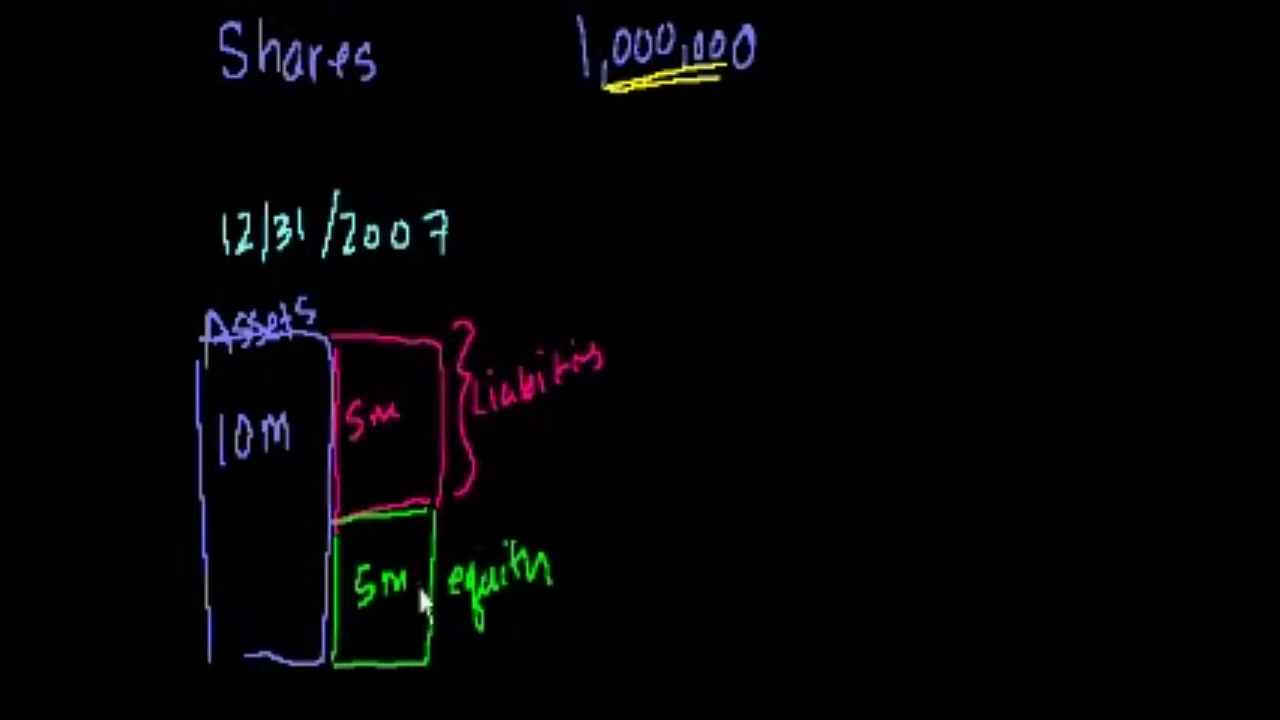 Shares 1,000,000
12/31/2007
Assets
10M 5m Liabilities
5m equity